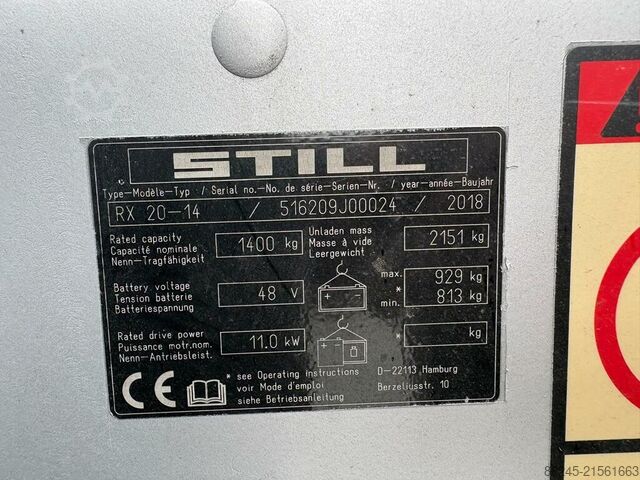 STILL
Type-Modèle-Typ / Serial no.-No. de série-Serien-Nr. / year-année-Baujahr
RX 20-14 / 516209J00024 / 2018
Rated capacity
Capacité nominale
Nenn-Tragfähigkeit
1400 kg
Unladen mass
Masse à vide
Leergewicht
2151 kg
Battery voltage
Tension batterie
Batteriespannung
48 V
max. 929 kg
*
min. 813 kg
Rated drive power
Puissance motr.nom.
Nenn-Antriebsleist.
11.0 kW
* kg
CE
* see Operating Instructions
voir Mode d'emploi
siehe Betriebsanleitung
D-22113 Hamburg
Berzeliusstr. 10